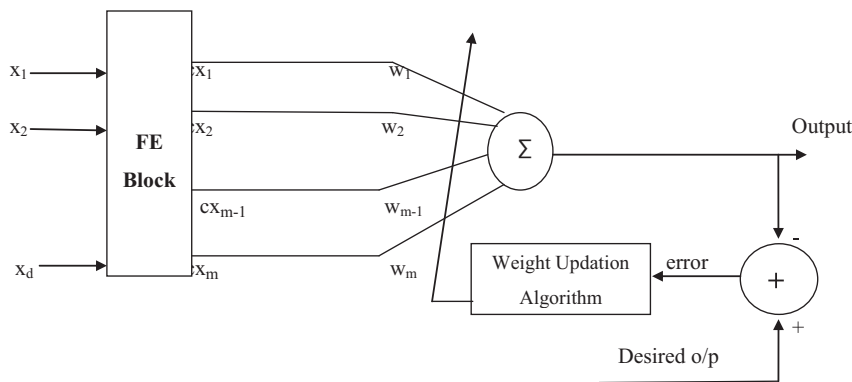 x1
x2
xd
FE
Block
cx1
cx2
cxm-1
cxm
w1
w2
wm-1
wm
Σ
Output
-
+
+
error
Weight Updation
Algorithm
Desired o/p